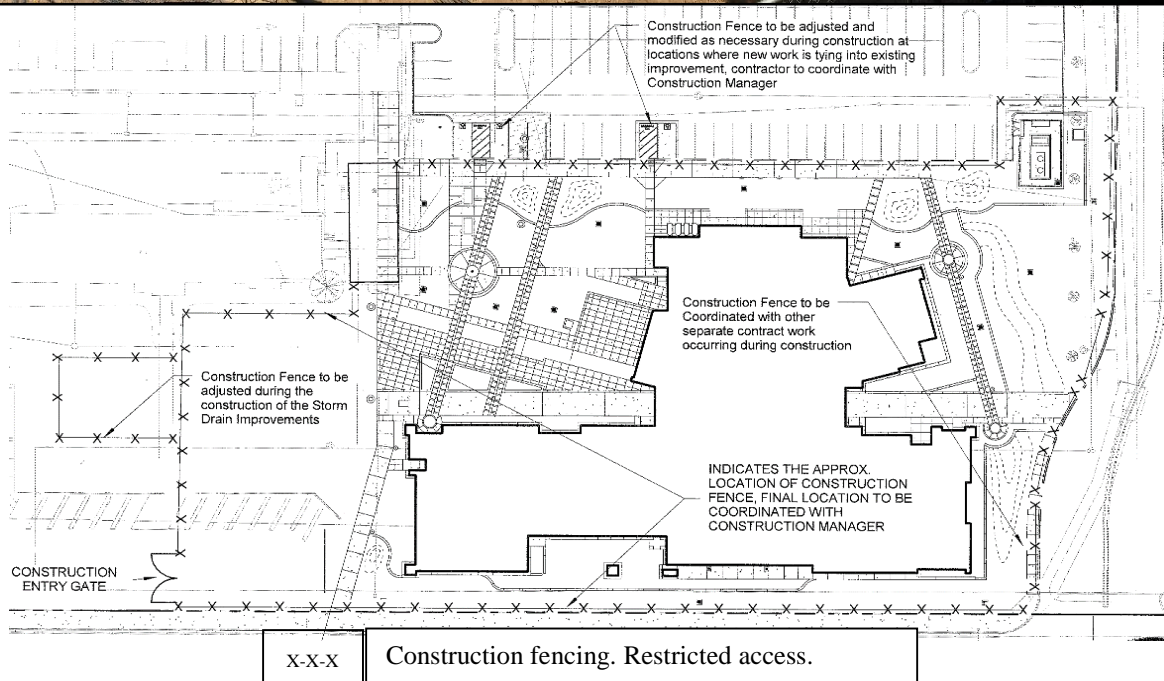 Construction Fence to be adjusted and
modified as necessary during construction at
locations where new work is tying into existing
improvement, contractor to coordinate with
Construction Manager
Construction Fence to be
Coordinated with other
separate contract work
occurring during construction
Construction Fence to be
adjusted during the
construction of the Storm
Drain Improvements
INDICATES THE APPROX.
LOCATION OF CONSTRUCTION
FENCE, FINAL LOCATION TO BE
COORDINATED WITH
CONSTRUCTION MANAGER
CONSTRUCTION
ENTRY GATE
X-X-X
Construction fencing. Restricted access.